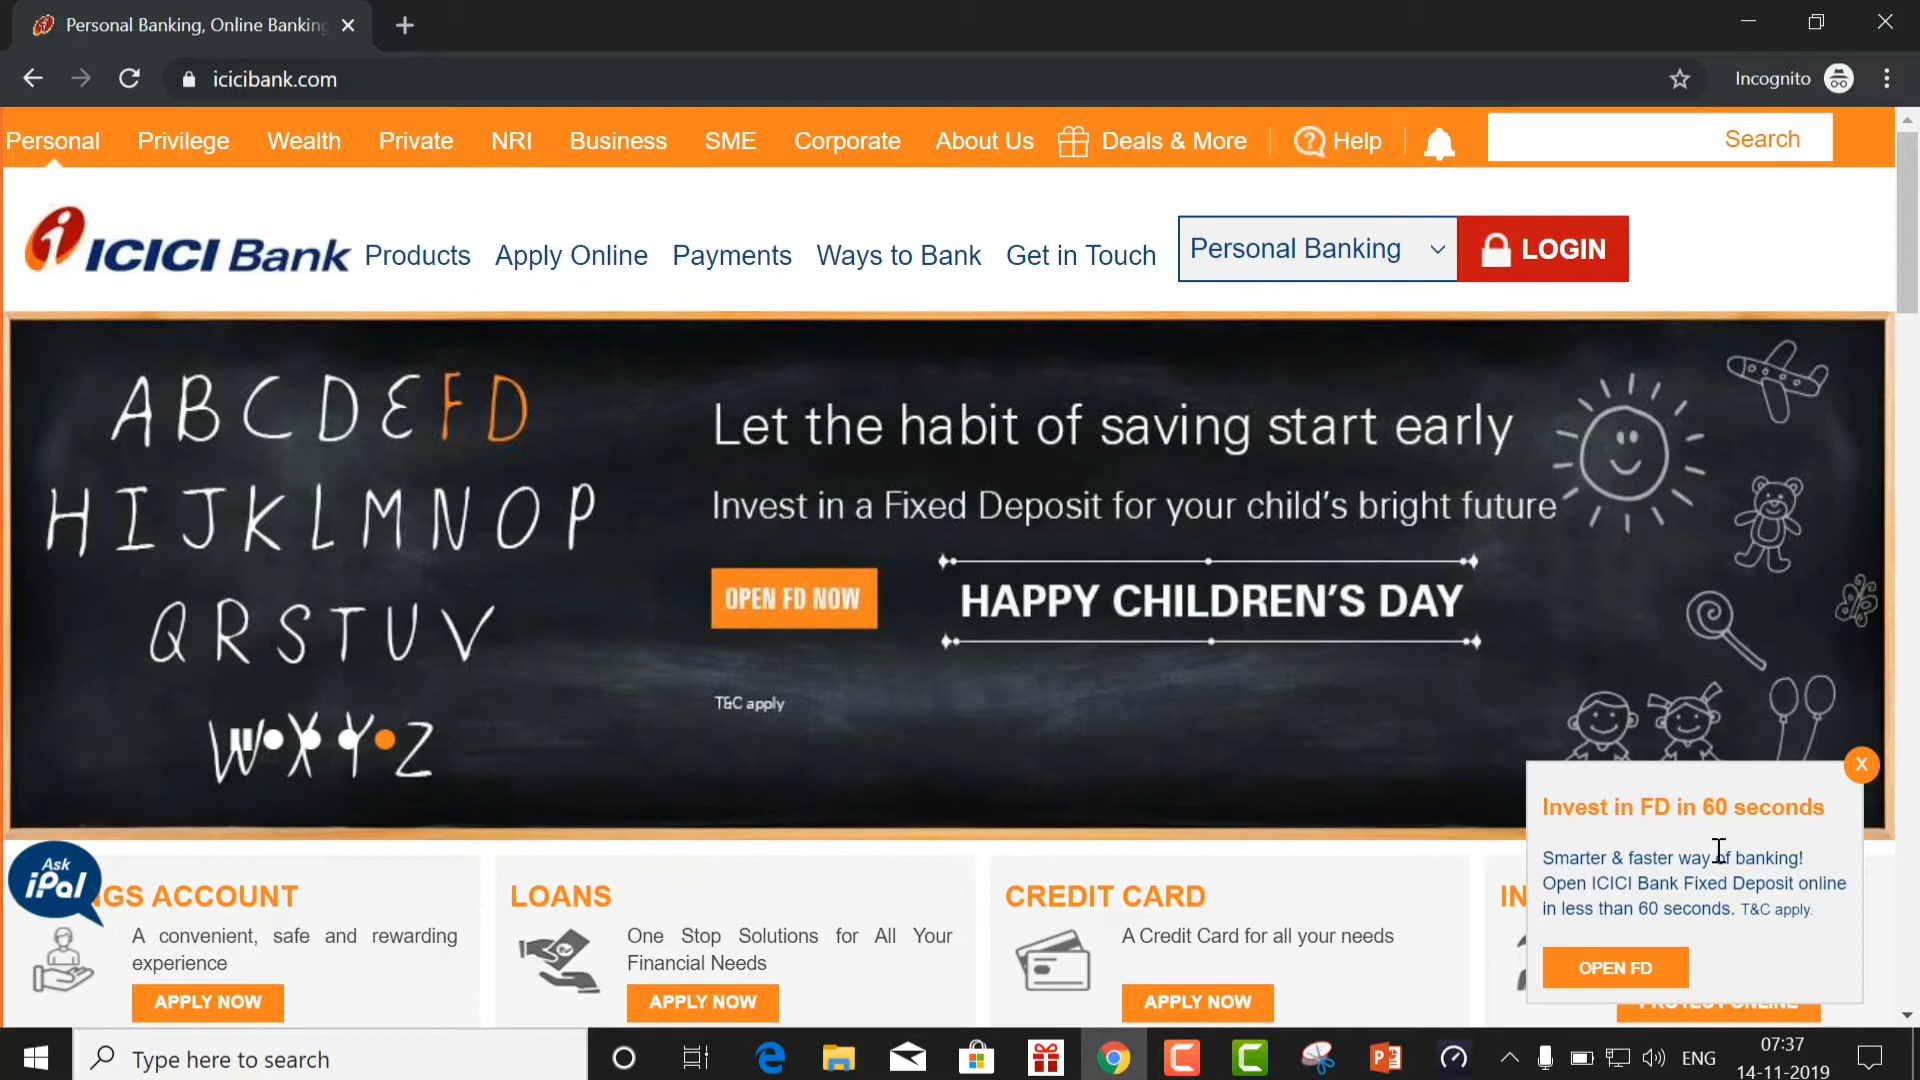 Personal Banking, Online Banking
icicibank.com
Incognito
Personal Privilege Wealth Private NRI Business SME Corporate About Us Deals & More Help Search
ICICI Bank Products Apply Online Payments Ways to Bank Get in Touch Personal Banking LOGIN
A B C D E F D
H I J K L M N O P
Q R S T U V
W X Y Z
Let the habit of saving start early
Invest in a Fixed Deposit for your child's bright future
OPEN FD NOW
HAPPY CHILDREN'S DAY
T&C apply
X
Invest in FD in 60 seconds
Smarter & faster way of banking!
Open ICICI Bank Fixed Deposit online
in less than 60 seconds. T&C apply.
OPEN FD
Ask
iPal
NGS ACCOUNT
A convenient, safe and rewarding
experience
APPLY NOW
LOANS
One Stop Solutions for All Your
Financial Needs
APPLY NOW
CREDIT CARD
A Credit Card for all your needs
APPLY NOW
IN
PROTECT ONLINE
Type here to search
ENG
07:37
14-11-2019